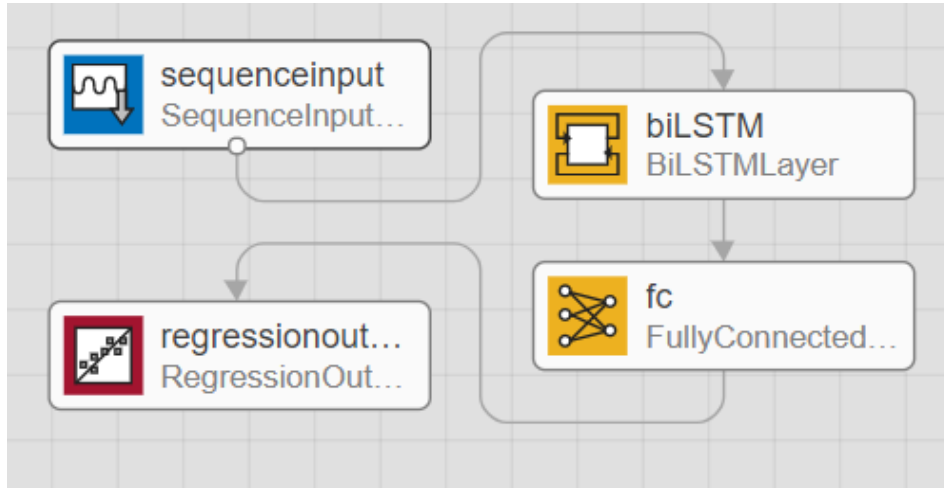 sequenceinput
SequenceInput...
biLSTM
BiLSTMLayer
fc
FullyConnected...
regressionout...
RegressionOut...